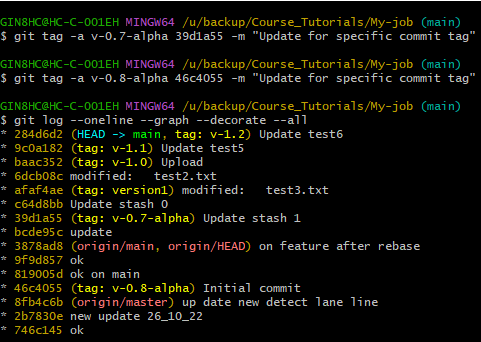 GIN8HC@HC-C-001EH MINGW64 /u/backup/Course_Tutorials/My-job (main)
$ git tag -a v-0.7-alpha 39d1a55 -m "Update for specific commit tag"
GIN8HC@HC-C-001EH MINGW64 /u/backup/Course_Tutorials/My-job (main)
$ git tag -a v-0.8-alpha 46c4055 -m "Update for specific commit tag"
GIN8HC@HC-C-001EH MINGW64 /u/backup/Course_Tutorials/My-job (main)
$ git log --oneline --graph --decorate --all
* 284d6d2 (HEAD -> main, tag: v-1.2) Update test6
* 9c0a182 (tag: v-1.1) Update test5
* baac352 (tag: v-1.0) Upload
* 6dcb08c modified:   test2.txt
* afaf4ae (tag: version1) modified:   test3.txt
* c64d8bb Update stash 0
* 39d1a55 (tag: v-0.7-alpha) Update stash 1
* bcde95c update
* 3878ad8 (origin/main, origin/HEAD) on feature after rebase
* 9f9d857 ok
* 819005d ok on main
* 46c4055 (tag: v-0.8-alpha) Initial commit
* 8fb4c6b (origin/master) up date new detect lane line
* 2b7830e new update 26_10_22
* 746c145 ok